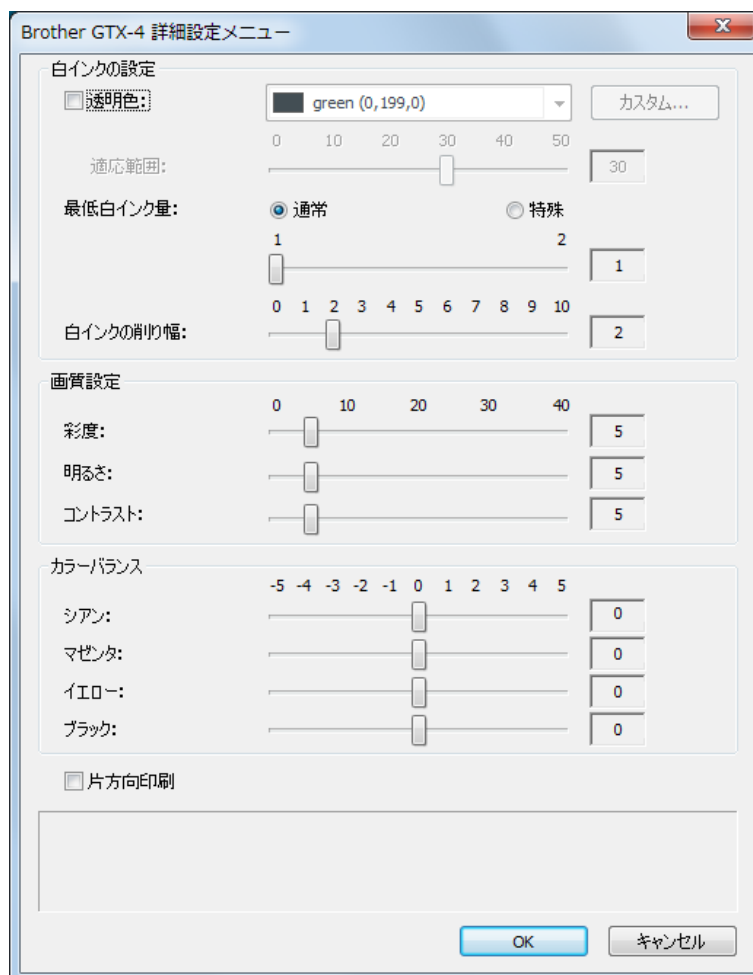 Brother GTX-4 詳細設定メニュー
白インクの設定
透明色: green (0,199,0) カスタム...
0 10 20 30 40 50
適応範囲: 30
最低白インク量: 通常 特殊
1 2
1
0 1 2 3 4 5 6 7 8 9 10
白インクの削り幅: 2
画質設定
0 10 20 30 40
彩度: 5
明るさ: 5
コントラスト: 5
カラーバランス
-5 -4 -3 -2 -1 0 1 2 3 4 5
シアン: 0
マゼンタ: 0
イエロー: 0
ブラック: 0
片方向印刷
OK キャンセル